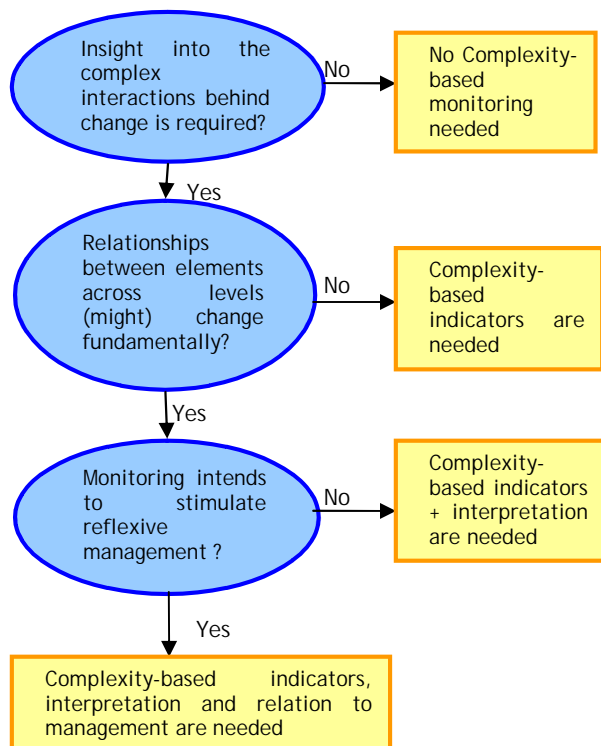 Insight into the
complex
interactions behind
change is required?
No
No Complexity-
based
monitoring
needed
Yes
Relationships
between elements
across levels
(might) change
fundamentally?
No
Complexity-
based
indicators are
needed
Yes
Monitoring intends
to stimulate
reflexive
management ?
No
Complexity-
based indicators
+ interpretation
are needed
Yes
Complexity-based indicators,
interpretation and relation to
management are needed